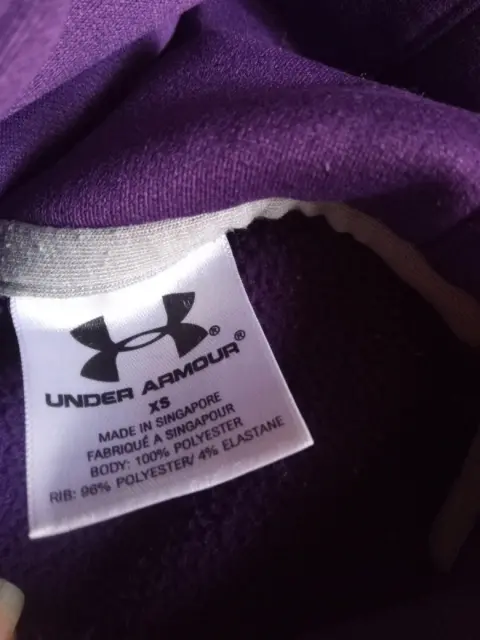 UNDER ARMOUR®
XS
MADE IN SINGAPORE
FABRIQUÉ A SINGAPOUR
BODY: 100% POLYESTER
RIB: 96% POLYESTER/ 4% ELASTANE